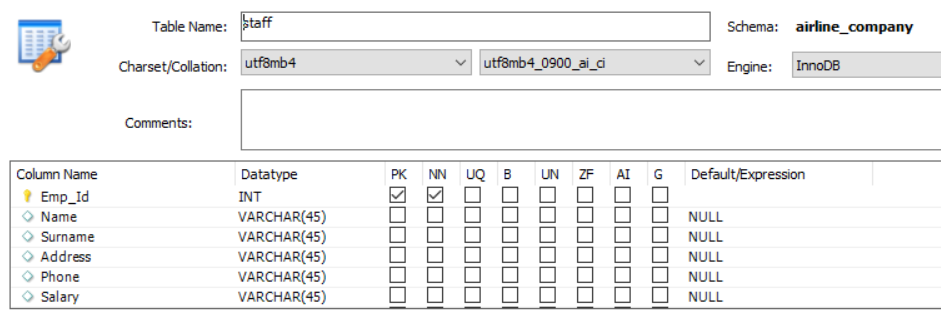 Table Name: staff Schema: airline_company
Charset/Collation: utf8mb4 utf8mb4_0900_ai_ci Engine: InnoDB
Comments:
Column Name Datatype PK NN UQ B UN ZF AI G Default/Expression
Emp_Id INT
Name VARCHAR(45) NULL
Surname VARCHAR(45) NULL
Address VARCHAR(45) NULL
Phone VARCHAR(45) NULL
Salary VARCHAR(45) NULL